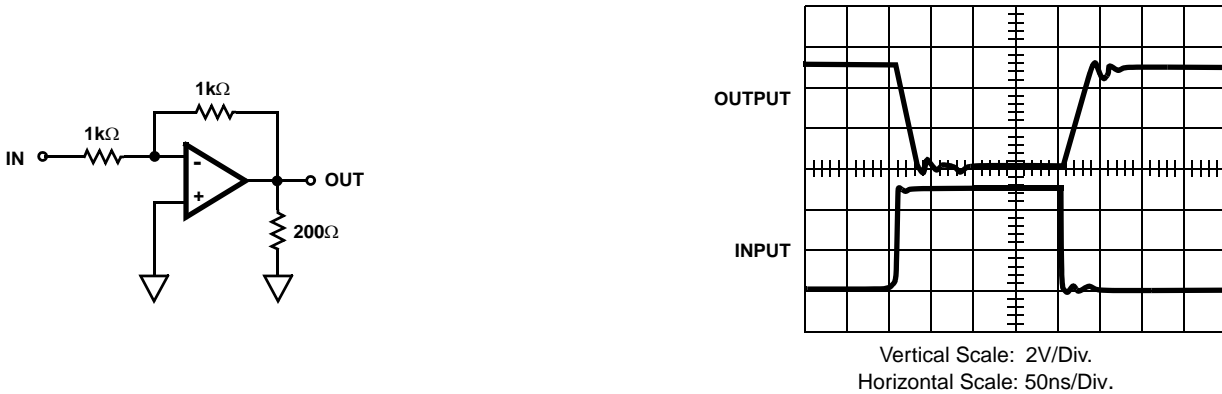 1kΩ
1kΩ
IN
-
+
OUT
200Ω
OUTPUT
INPUT
Vertical Scale: 2V/Div.
Horizontal Scale: 50ns/Div.